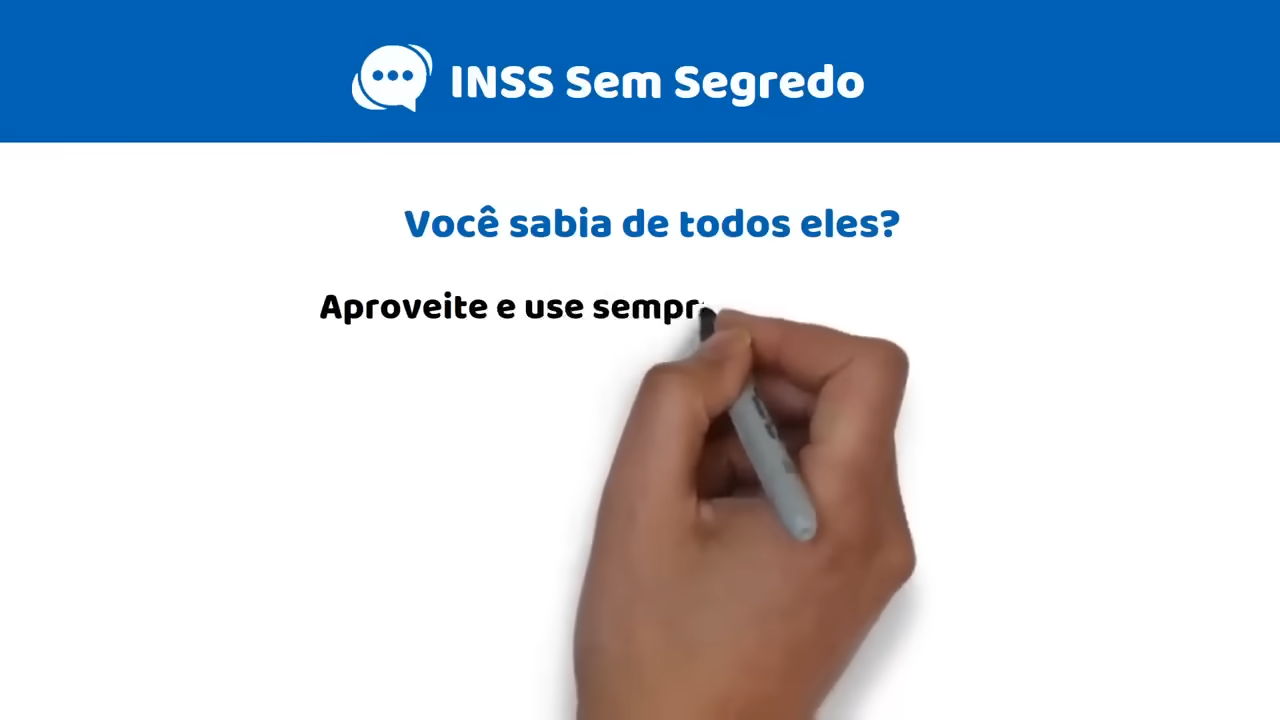 INSS Sem Segredo
Você sabia de todos eles?
Aproveite e use sempr